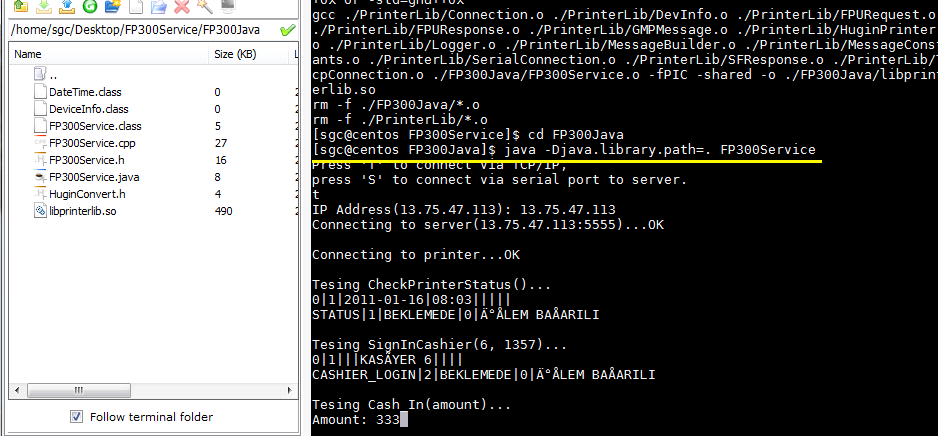 /home/sgc/Desktop/FP300Service/FP300Java
Name Size (KB)
..
DateTime.class 0 2
DeviceInfo.class 0 2
FP300Service.class 5 2
FP300Service.cpp 27 2
FP300Service.h 16 2
FP300Service.java 8 2
HuginConvert.h 4 2
libprinterlib.so 490 2
Follow terminal folder
gcc ./PrinterLib/Connection.o ./PrinterLib/DevInfo.o ./PrinterLib/FPURequest.o
./PrinterLib/FPUResponse.o ./PrinterLib/GMPMessage.o ./PrinterLib/HuginPrinter.
o ./PrinterLib/Logger.o ./PrinterLib/MessageBuilder.o ./PrinterLib/MessageConst
ants.o ./PrinterLib/SerialConnection.o ./PrinterLib/SFResponse.o ./PrinterLib/T
cpConnection.o ./FP300Java/FP300Service.o -fPIC -shared -o ./FP300Java/libprint
erlib.so
rm -f ./FP300Java/*.o
rm -f ./PrinterLib/*.o
[sgc@centos FP300Service]$ cd FP300Java
[sgc@centos FP300Java]$ java -Djava.library.path=. FP300Service
Press 'T' to connect via TCP/IP,
press 'S' to connect via serial port to server.
t
IP Address(13.75.47.113): 13.75.47.113
Connecting to server(13.75.47.113:5555)...OK
Connecting to printer...OK
Tesing CheckPrinterStatus()...
0|1|2011-01-16|08:03|||||
STATUS|1|BEKLEMEDE|0|Ä°ÅLEM BAÅARILI
Tesing SignInCashier(6, 1357)...
0|1|||KASÄYER 6||||
CASHIER_LOGIN|2|BEKLEMEDE|0|Ä°ÅLEM BAÅARILI
Tesing Cash In(amount)...
Amount: 333